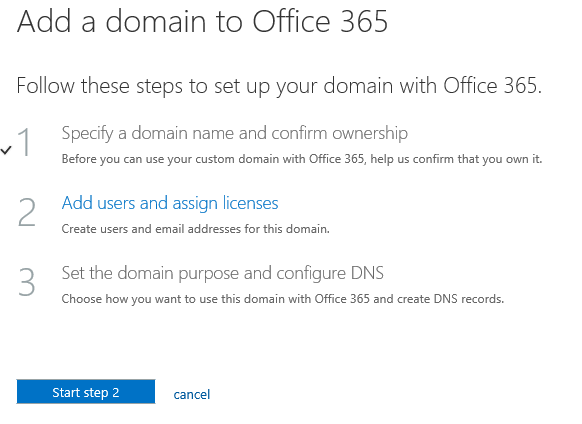 Add a domain to Office 365
Follow these steps to set up your domain with Office 365.
1 Specify a domain name and confirm ownership
Before you can use your custom domain with Office 365, help us confirm that you own it.
2 Add users and assign licenses
Create users and email addresses for this domain.
3 Set the domain purpose and configure DNS
Choose how you want to use this domain with Office 365 and create DNS records.
Start step 2 cancel